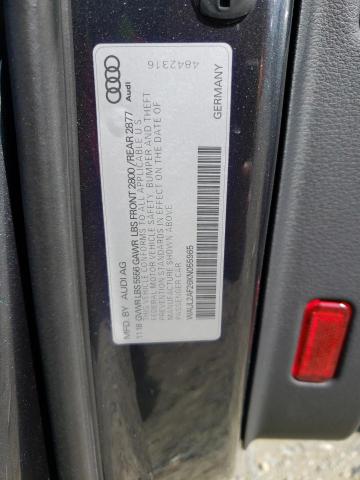 MFD. BY AUDI AG
11.18 GVWR LBS 5556 GAWR LBS FRONT 2800 /REAR 2877
THIS VEHICLE CONFORMS TO ALL APPLICABLE U.S.
FEDERAL MOTOR VEHICLE SAFETY, BUMPER AND THEFT
PREVENTION STANDARDS IN EFFECT ON THE DATE OF
MANUFACTURE SHOWN ABOVE.
PASSENGER CAR
WAUL2AF26KN055965
GERMANY
Audi
4842316